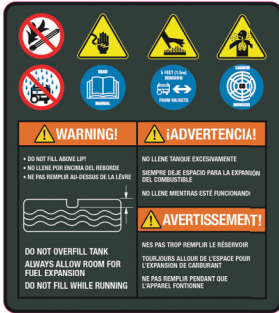 READ
MANUAL
5 FEET (1.5m)
MINIMUM
FROM OBJECTS
CARBON
MONOXIDE
WARNING!
• DO NOT FILL ABOVE LIP!
• NO LLENE POR ENCIMA DEL REBORDE
• NE PAS REMPLIR AU-DESSUS DE LA LÈVRE
DO NOT OVERFILL TANK
ALWAYS ALLOW ROOM FOR
FUEL EXPANSION
DO NOT FILL WHILE RUNNING
¡ADVERTENCIA!
NO LLENE TANQUE EXCESIVAMENTE
SIEMPRE DEJE ESPACIO PARA LA EXPANSIÓN
DEL COMBUSTIBLE
NO LLENE MIENTRAS ESTÉ FUNCIONANDO
AVERTISSEMENT!
NES PAS TROP REMPLIR LE RÉSERVOIR
TOURJOURS ALLOUR DE L'ESPACE POUR
L'EXPANSION DE CARBURANT
NE PAS REMPLIR PENDANT QUE
L'APPAREIL FONTIONNE